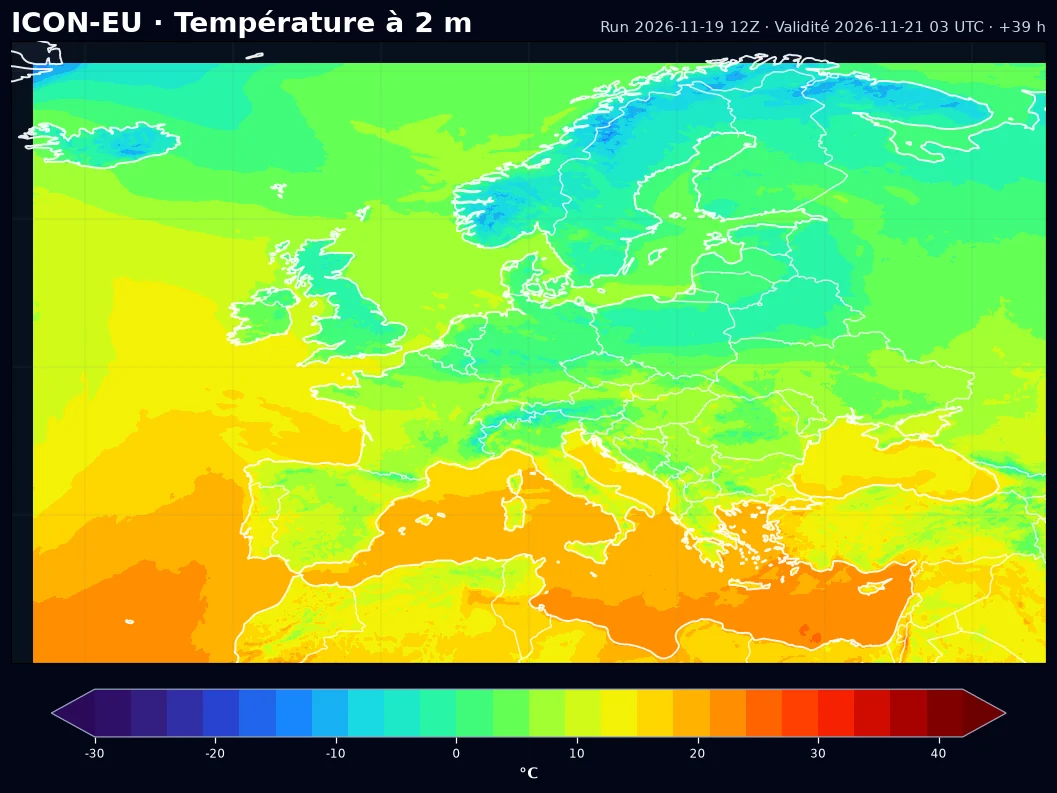 ICON-EU · Température à 2 m
Run 2026-11-19 12Z · Validité 2026-11-21 03 UTC · +39 h
-30 -20 -10 0 10 20 30 40
°C